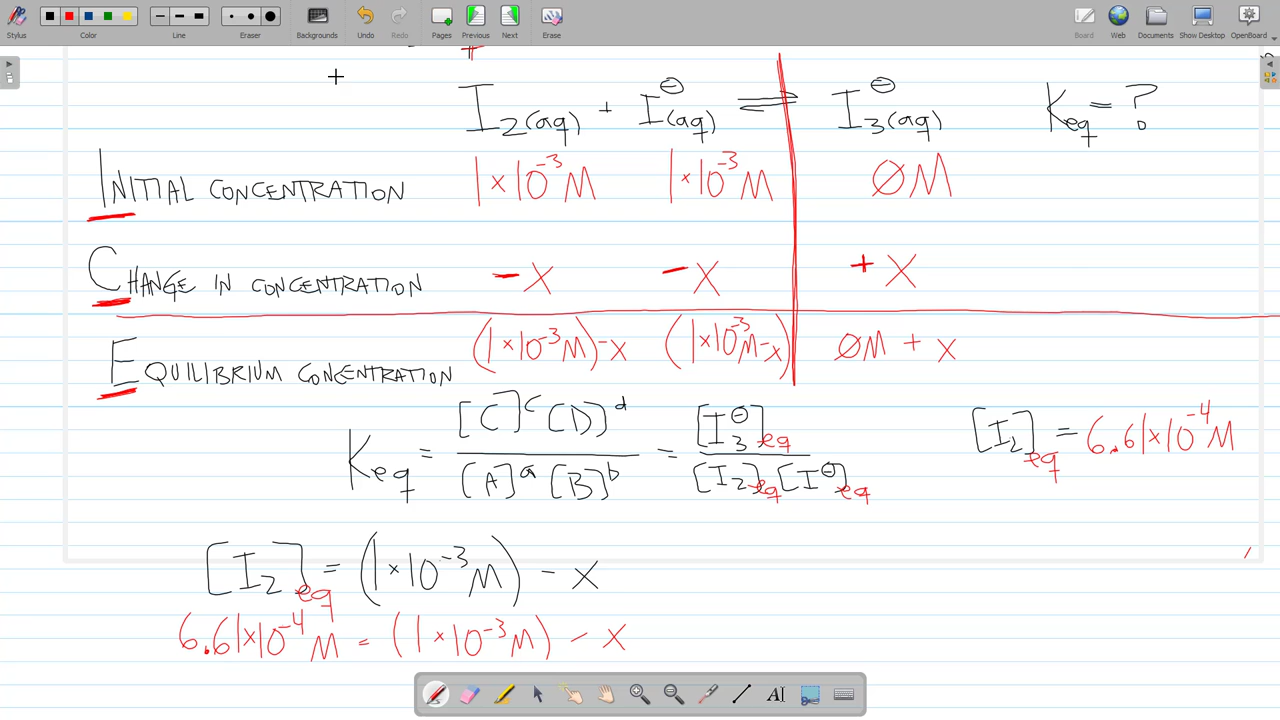 Stylus Color Line Eraser Backgrounds Undo Pages Previous Next Erase Board Web Documents Show Desktop OpenBoard
I₂(aq) + I⊖(aq) ⇌ I₃⊖(aq) Keq = ?
INITIAL CONCENTRATION 1×10⁻³M 1×10⁻³M ØM
CHANGE IN CONCENTRATION -X -X +X
EQUILIBRIUM CONCENTRATION (1×10⁻³M)-x (1×10⁻³M-x) ØM + x
Keq = [C]ᶜ[D]ᵈ / [A]ᵃ[B]ᵇ = [I₃⊖]eq / [I₂]eq[I⊖]eq [I₂]eq = 6.61×10⁻⁴M
[I₂]eq = (1×10⁻³M) - X
6.61×10⁻⁴M = (1×10⁻³M) - X
AI